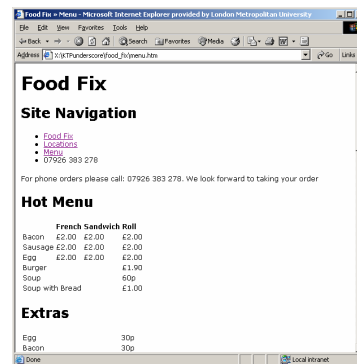 Food Fix » Menu - Microsoft Internet Explorer provided by London Metropolitan University
File Edit View Favorites Tools Help
Back Search Favorites Media
Address X:\KTPunderscore\food_fix\menu.htm Go Links
Food Fix
Site Navigation
Food Fix
Locations
Menu
07926 383 278
For phone orders please call: 07926 383 278. We look forward to taking your order
Hot Menu
French Sandwich Roll
Bacon £2.00 £2.00 £2.00
Sausage £2.00 £2.00 £2.00
Egg £2.00 £2.00 £2.00
Burger £1.90
Soup 60p
Soup with Bread £1.00
Extras
Egg 30p
Bacon 30p
Done Local intranet